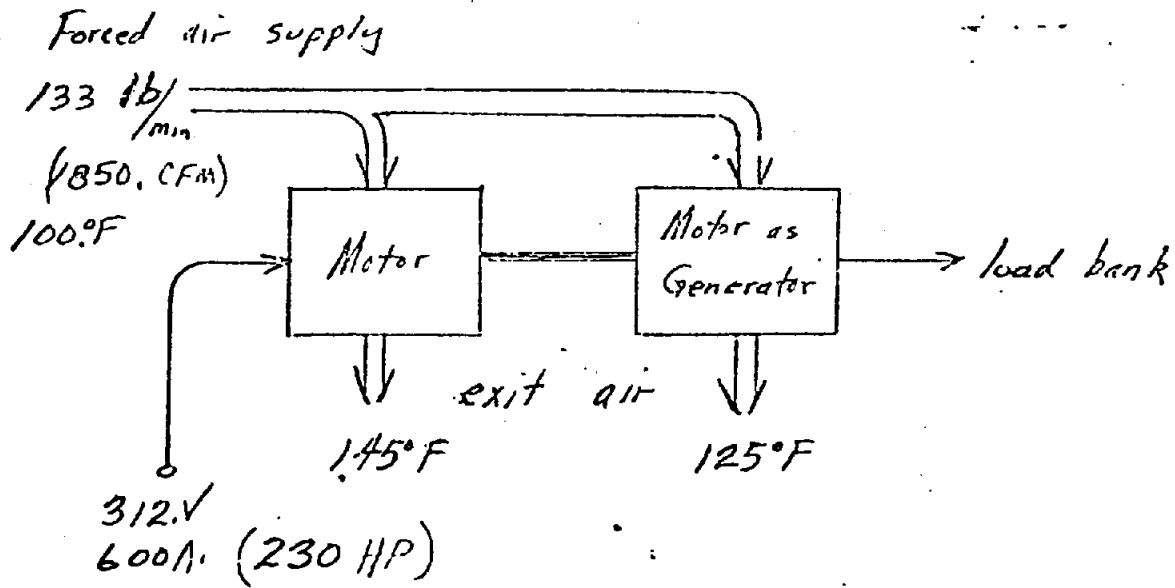 Forced air supply
133 lb/min
(1850. CFM)
100.°F
Motor
Motor as
Generator
load bank
exit air
145°F
125°F
312.V
600A. (230 HP)